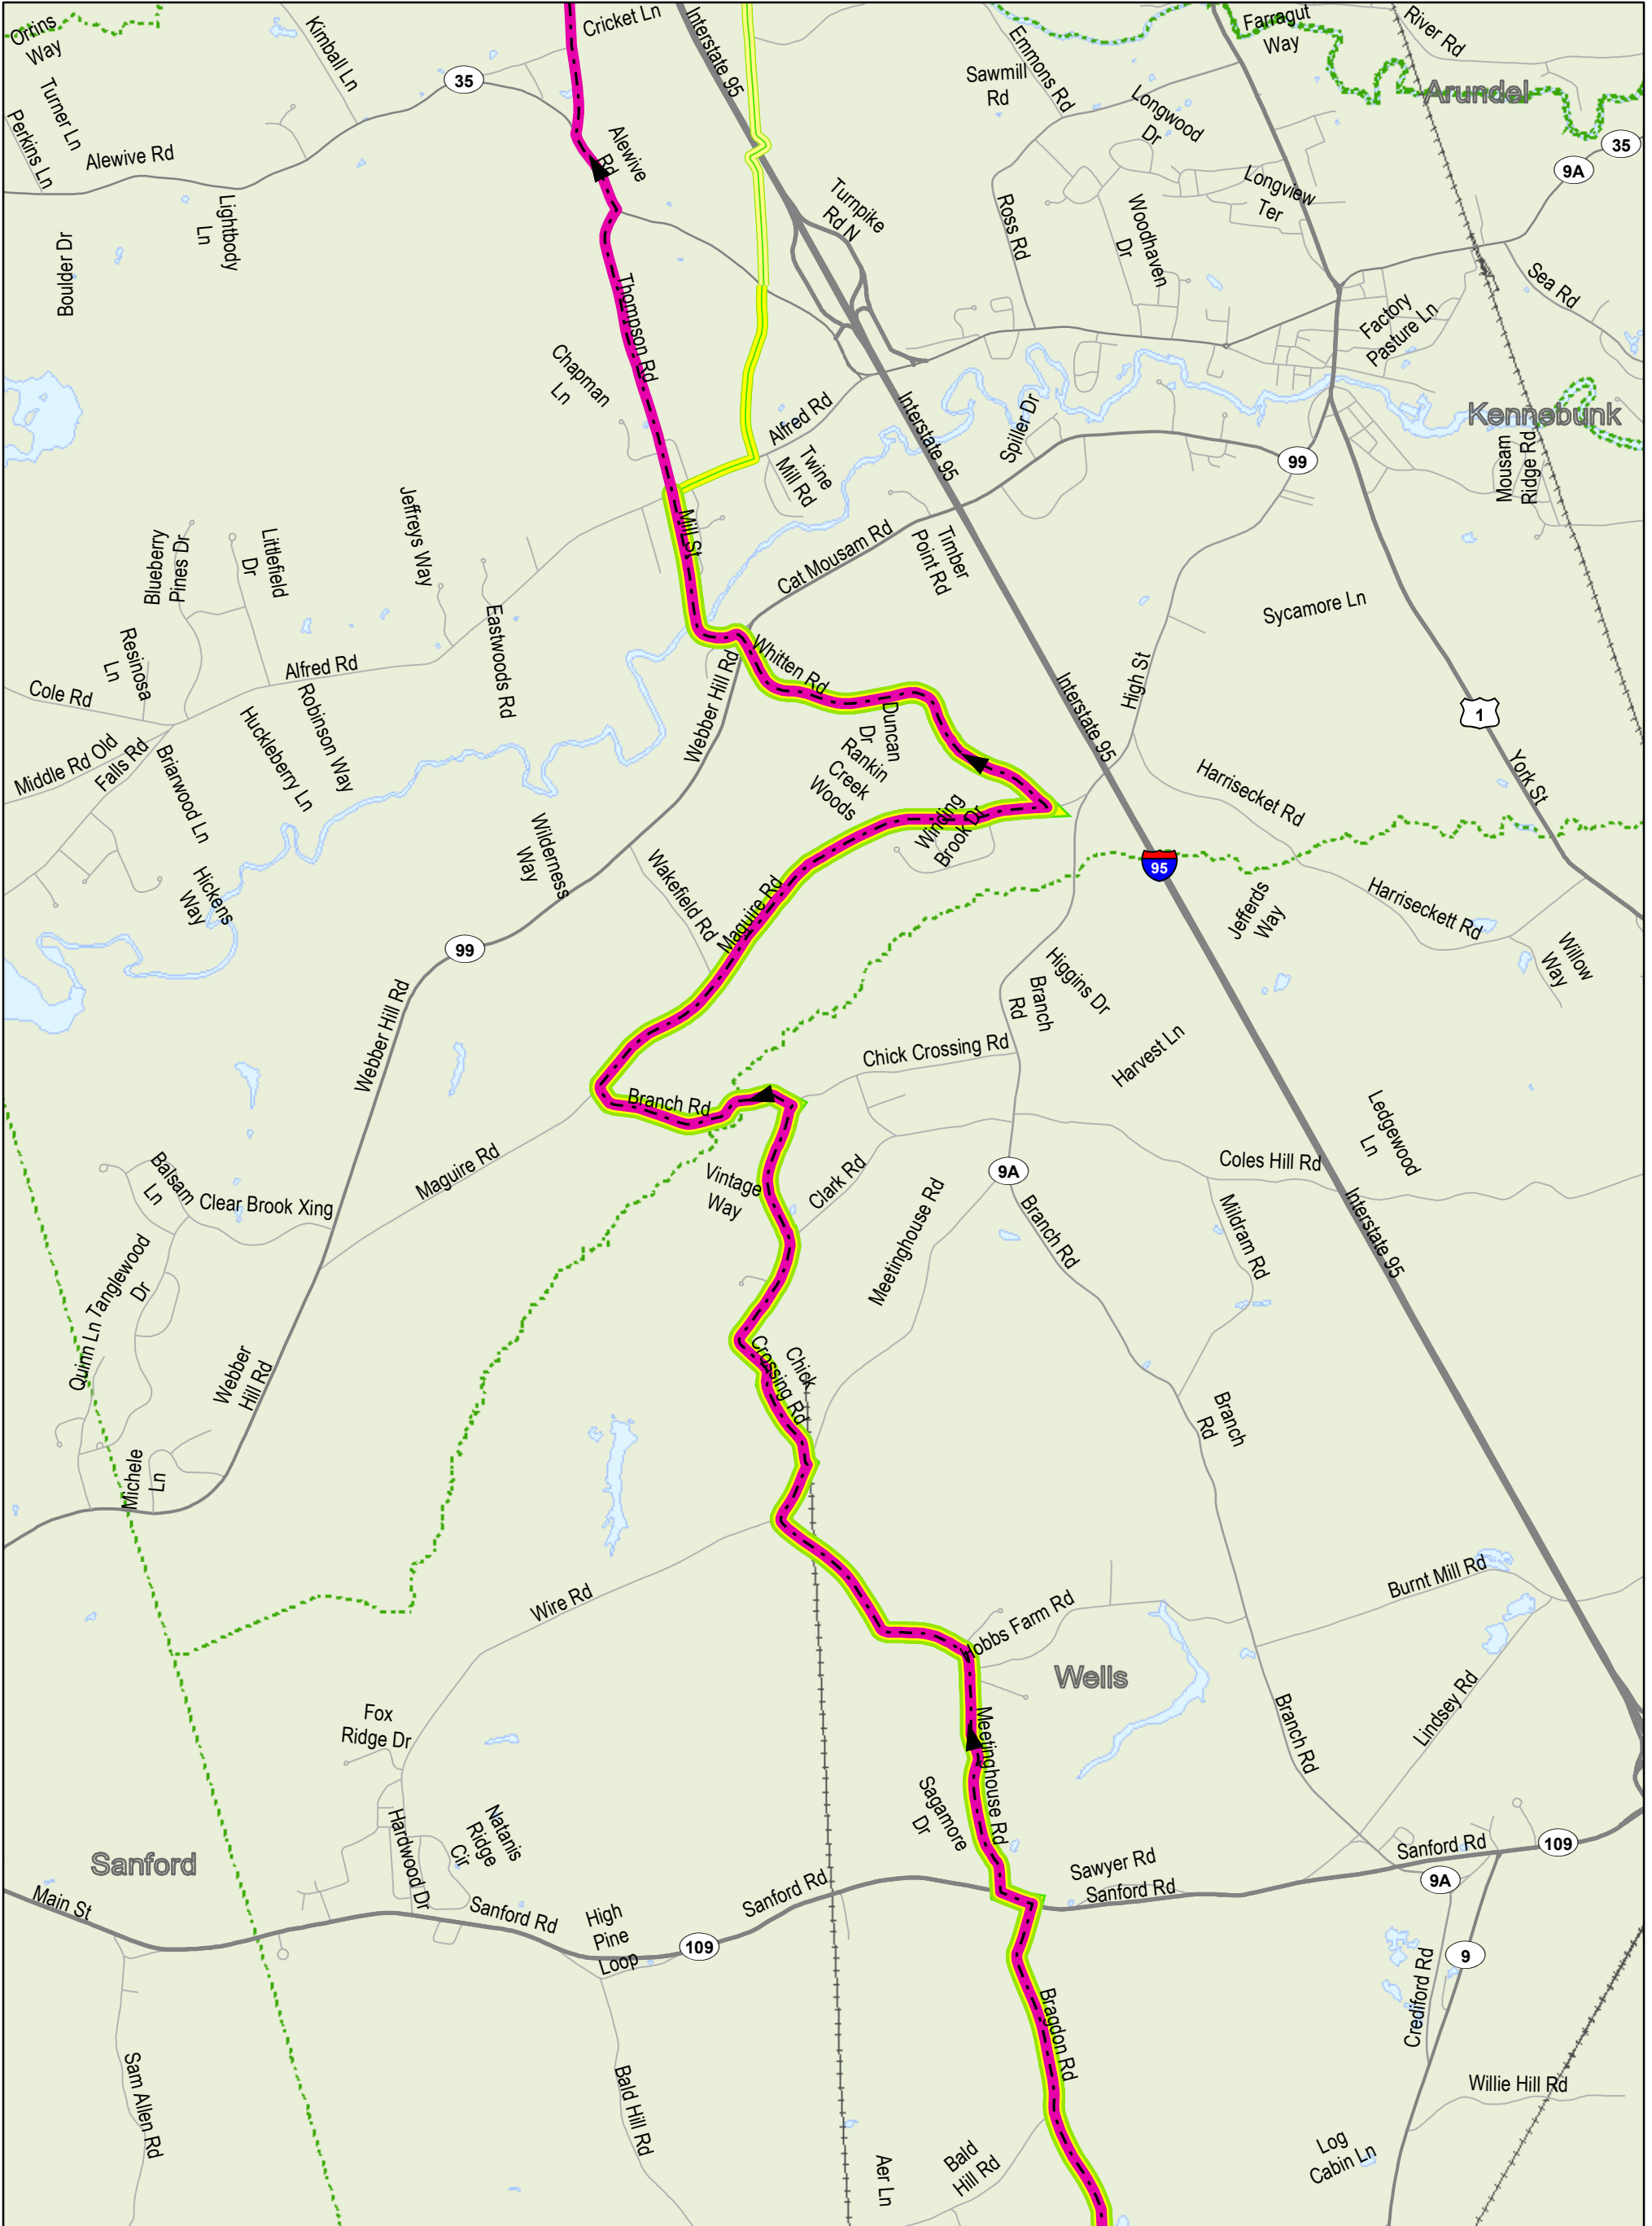 Ortins
Way
Kimball Ln
Cricket Ln
Interstate 95
Farragut
Way
River Rd
Turner Ln
Perkins Ln
35
Emmons Rd
Sawmill
Rd
Longwood
Dr
Arundel
35
9A
Alewive Rd
Alewive
Rd
Lightbody
Ln
Boulder Dr
Turnpike
Rd N
Ross Rd
Woodhaven
Dr
Longview
Ter
Sea Rd
Factory
Pasture Ln
Thompson Rd
Chapman
Ln
Alfred Rd
Twine
Mill Rd
Interstate 95
Spiller Dr
99
Kennebunk
Mousam
Ridge Rd
Mill St
Cat Mousam Rd
Timber
Point Rd
Blueberry
Pines Dr
Littlefield
Dr
Jeffreys Way
Eastwoods Rd
Resinosa
Ln
Alfred Rd
Cole Rd
Sycamore Ln
High St
Whitten Rd
Webber Hill Rd
Duncan
Dr
Rankin
Creek
Woods
Interstate 95
1
York St
Middle Rd Old
Falls Rd
Briarwood Ln
Huckleberry Ln
Robinson Way
Harrisecket Rd
Winding
Brook Dr
95
Wilderness
Way
Wakefield Rd
Maguire Rd
Hickens
Way
99
Jefferds
Way
Harriseckett Rd
Willow
Way
Higgins Dr
Branch
Rd
Webber Hill Rd
Chick Crossing Rd
Harvest Ln
Branch Rd
Ledgewood
Ln
Maguire Rd
Balsam
Ln
Clear Brook Xing
Vintage
Way
Clark Rd
9A
Coles Hill Rd
Meetinghouse Rd
Branch Rd
Mildram Rd
Interstate 95
Tanglewood
Dr
Quinn Ln
Webber
Hill Rd
Chick
Crossing Rd
Branch
Rd
Michele
Ln
Wire Rd
Hobbs Farm Rd
Burnt Mill Rd
Wells
Lindsey Rd
Branch Rd
Fox
Ridge Dr
Meetinghouse Rd
Sagamore
Dr
Natanis
Ridge
Cir
Hardwood Dr
Sanford
Main St
Sanford Rd
High
Pine
Loop
109
Sanford Rd
Sawyer Rd
Sanford Rd
Sanford Rd
109
9A
9
Crediford Rd
Bragdon Rd
Sam Allen Rd
Bald Hill Rd
Aer Ln
Bald
Hill Rd
Willie Hill Rd
Log
Cabin Ln